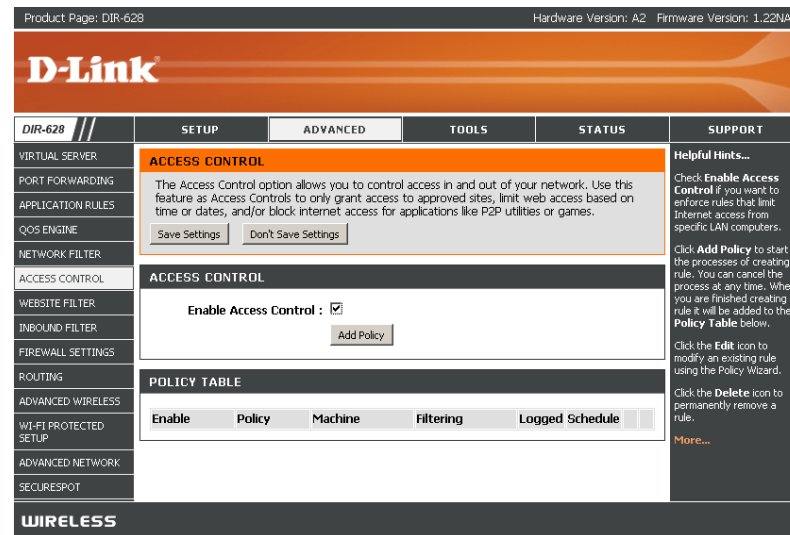 Product Page: DIR-628
Hardware Version: A2
Firmware Version: 1.22NA
D-Link
DIR-628
SETUP
ADVANCED
TOOLS
STATUS
SUPPORT
VIRTUAL SERVER
PORT FORWARDING
APPLICATION RULES
QOS ENGINE
NETWORK FILTER
ACCESS CONTROL
WEBSITE FILTER
INBOUND FILTER
FIREWALL SETTINGS
ROUTING
ADVANCED WIRELESS
WI-FI PROTECTED
SETUP
ADVANCED NETWORK
SECURESPOT
ACCESS CONTROL
The Access Control option allows you to control access in and out of your network. Use this
feature as Access Controls to only grant access to approved sites, limit web access based on
time or dates, and/or block internet access for applications like P2P utilities or games.
Save Settings
Don't Save Settings
ACCESS CONTROL
Enable Access Control :
Add Policy
POLICY TABLE
Enable
Policy
Machine
Filtering
Logged
Schedule
Helpful Hints...
Check Enable Access
Control if you want to
enforce rules that limit
Internet access from
specific LAN computers.
Click Add Policy to start
the processes of creating
rule. You can cancel the
process at any time. Whe
you are finished creating
rule it will be added to the
Policy Table below.
Click the Edit icon to
modify an existing rule
using the Policy Wizard.
Click the Delete icon to
permanently remove a
rule.
More...
WIRELESS